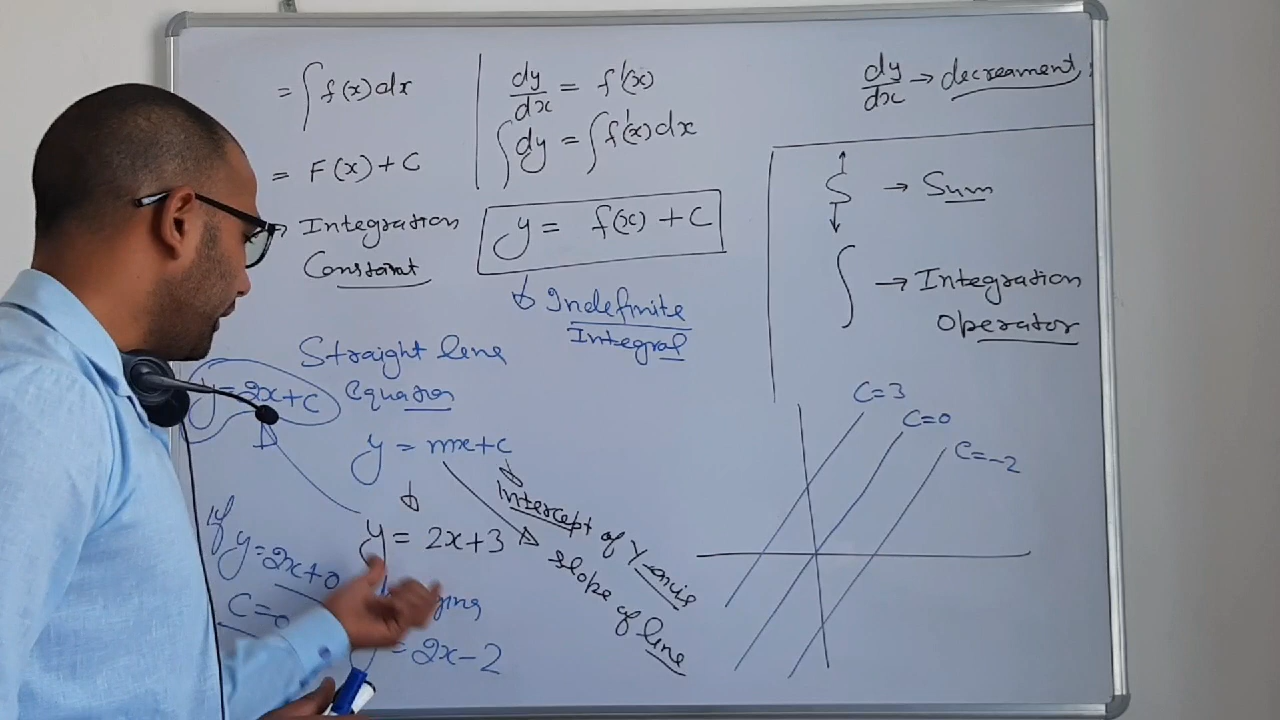 = ∫ f(x) dx
= F(x) + C
→ Integration
Constant
dy/dx = f'(x)
∫ dy = ∫ f'(x) dx
y = f(x) + C
Indefinite
Integral
dy/dx → decreament
S → Sum
∫ → Integration
Operator
Straight line
Equation
y = 2x + C
y = mx + c
Intercept of Y-axis
slope of line
y = 2x + 3
If y = 2x + 0
C = 0
= 2x - 2
C = 3
C = 0
C = -2